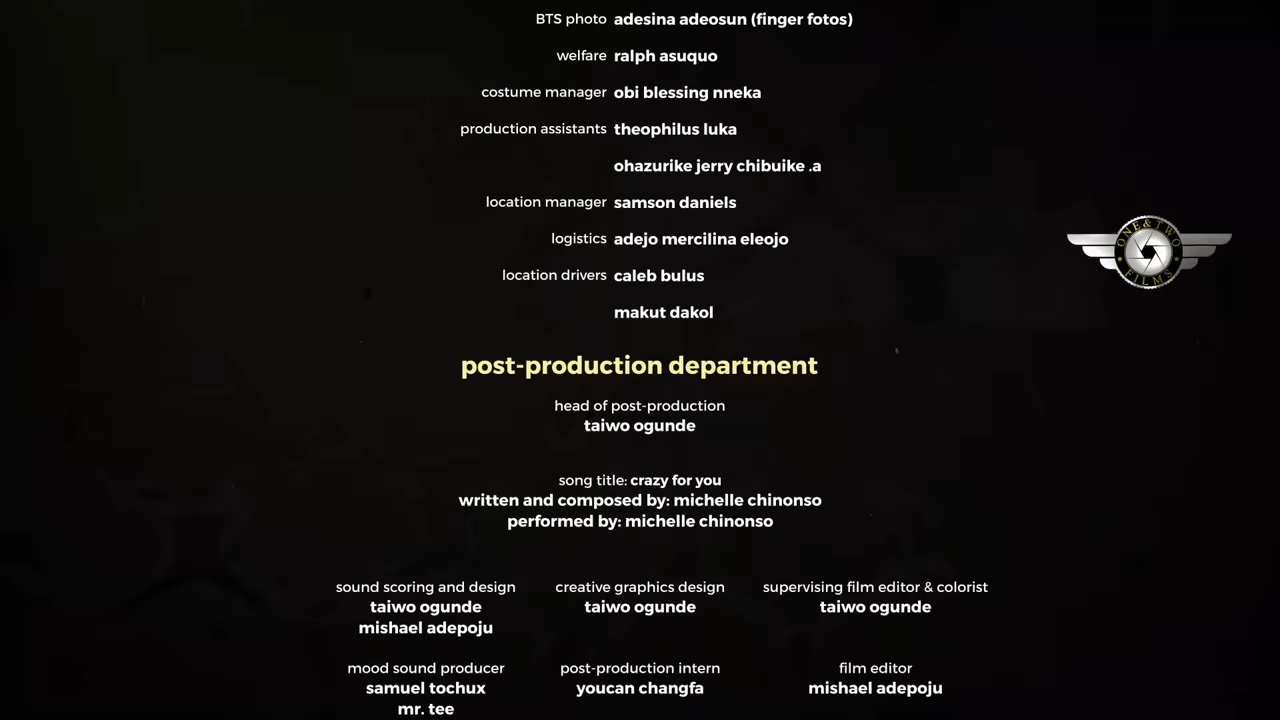 BTS photo adesina adeosun (finger fotos)
welfare ralph asuquo
costume manager obi blessing nneka
production assistants theophilus luka
ohazurike jerry chibuike .a
location manager samson daniels
logistics adejo mercilina eleojo
location drivers caleb bulus
makut dakol
ONE & TWO
FILMS
post-production department
head of post-production
taiwo ogunde
song title: crazy for you
written and composed by: michelle chinonso
performed by: michelle chinonso
sound scoring and design creative graphics design supervising film editor & colorist
taiwo ogunde taiwo ogunde taiwo ogunde
mishael adepoju
mood sound producer post-production intern film editor
samuel tochux youcan changfa mishael adepoju
mr. tee